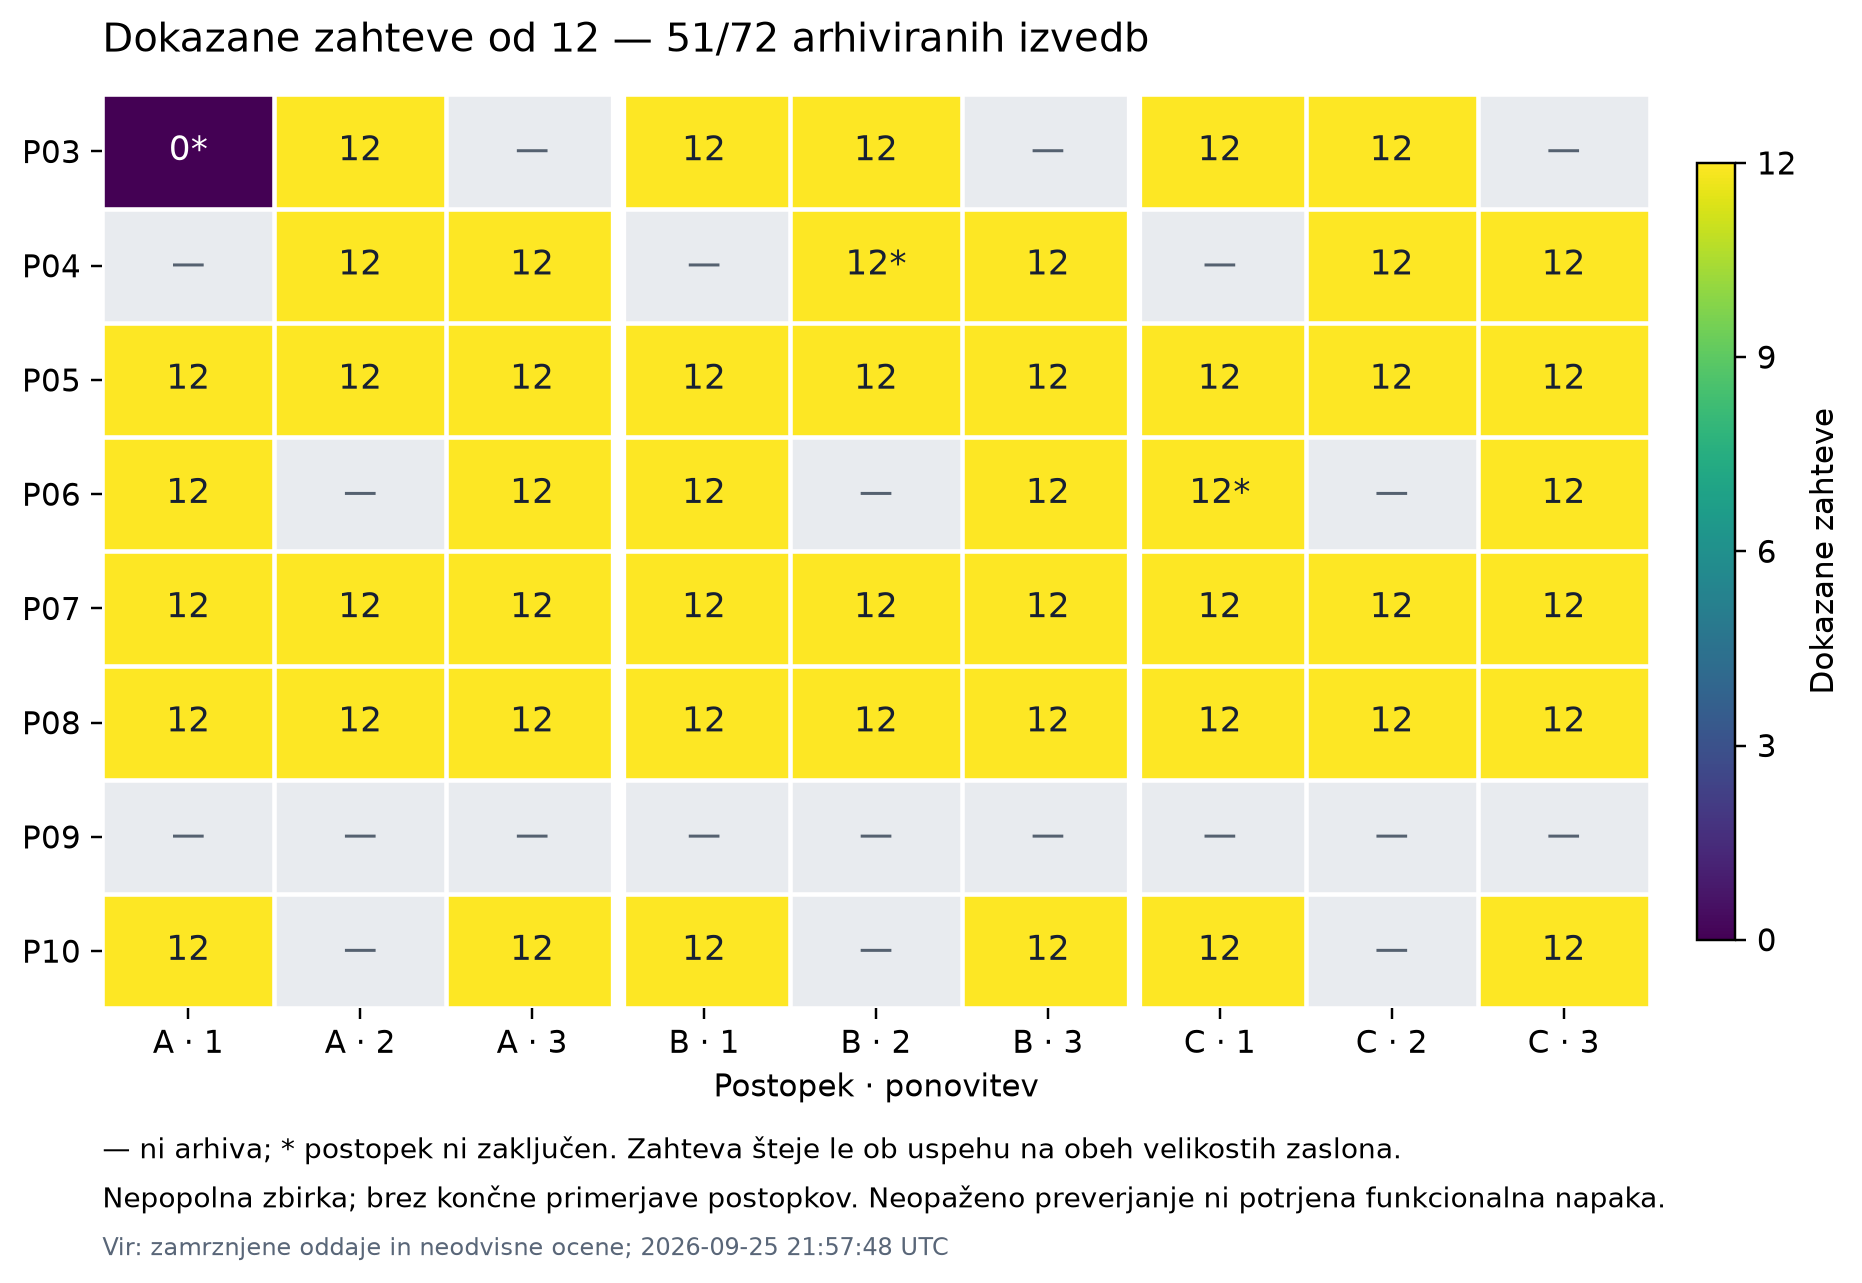 Dokazane zahteve od 12 — 51/72 arhiviranih izvedb
P03 0* 12 — 12 12 — 12 12 —
P04 — 12 12 — 12* 12 — 12 12
P05 12 12 12 12 12 12 12 12 12
P06 12 — 12 12 — 12 12* — 12
P07 12 12 12 12 12 12 12 12 12
P08 12 12 12 12 12 12 12 12 12
P09 — — — — — — — — —
P10 12 — 12 12 — 12 12 — 12
A · 1 A · 2 A · 3 B · 1 B · 2 B · 3 C · 1 C · 2 C · 3
Postopek · ponovitev
12
9
6
3
0
Dokazane zahteve
— ni arhiva; * postopek ni zaključen. Zahteva šteje le ob uspehu na obeh velikostih zaslona.
Nepopolna zbirka; brez končne primerjave postopkov. Neopaženo preverjanje ni potrjena funkcionalna napaka.
Vir: zamrznjene oddaje in neodvisne ocene; 2026-09-25 21:57:48 UTC